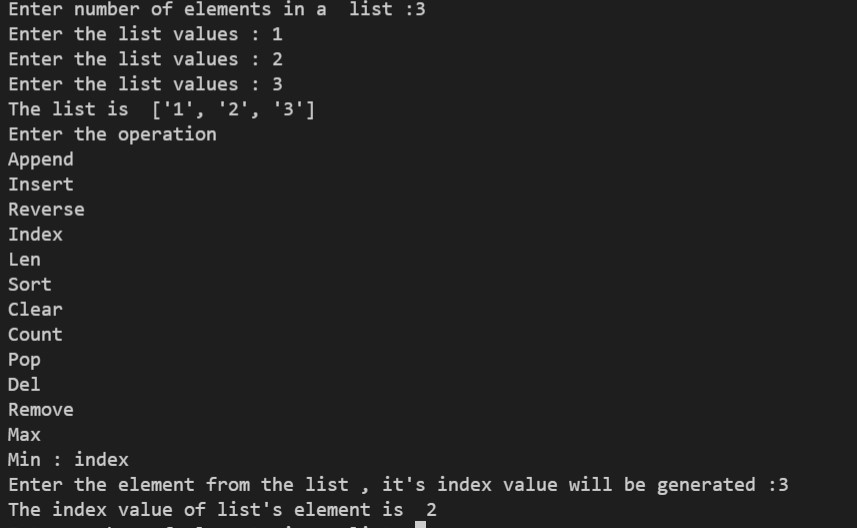 Enter number of elements in a  list :3
Enter the list values : 1
Enter the list values : 2
Enter the list values : 3
The list is  ['1', '2', '3']
Enter the operation
Append
Insert
Reverse
Index
Len
Sort
Clear
Count
Pop
Del
Remove
Max
Min : index
Enter the element from the list , it's index value will be generated :3
The index value of list's element is  2